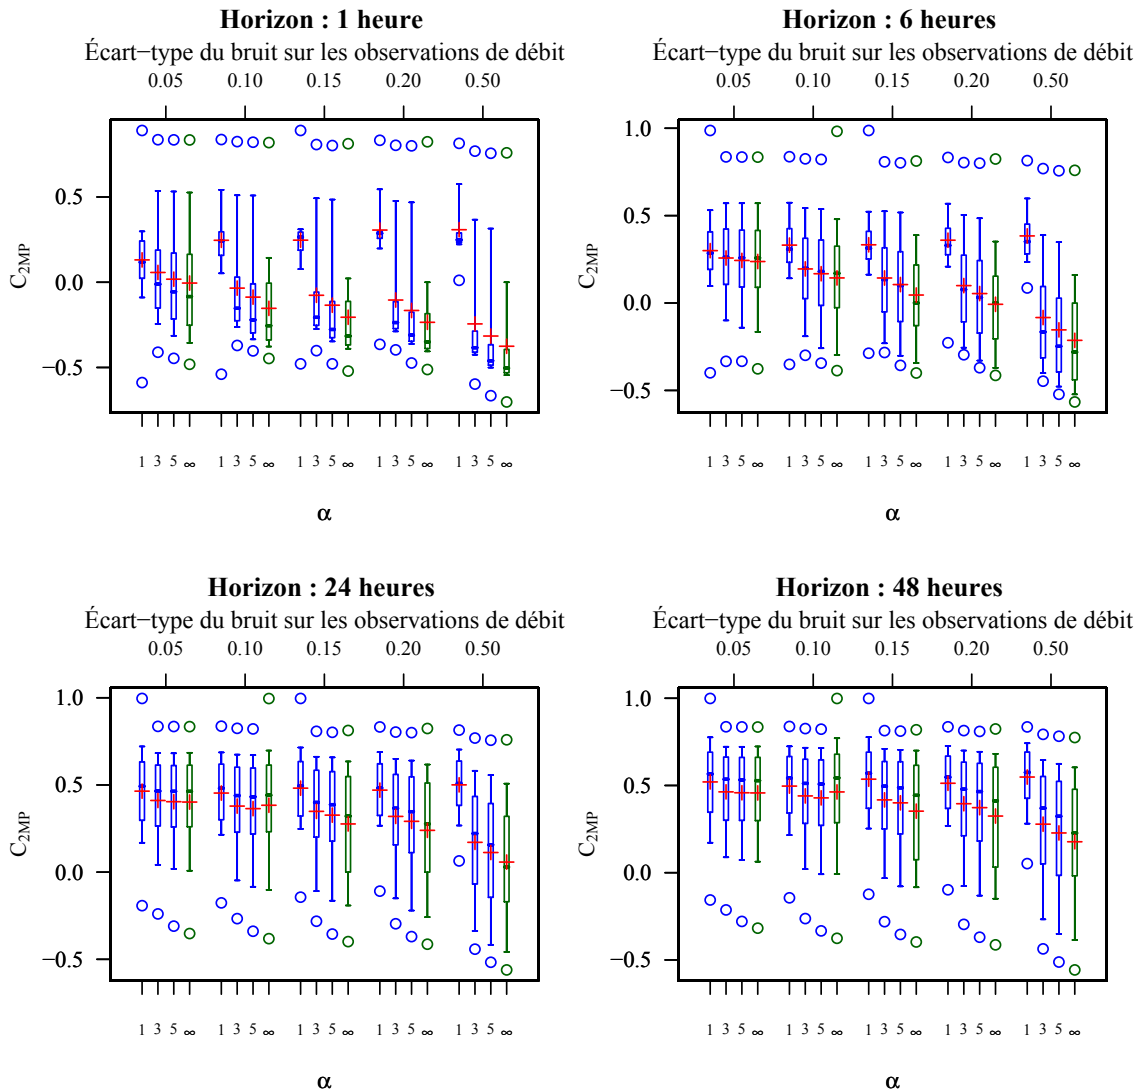 Horizon : 1 heure
Écart−type du bruit sur les observations de débit
0.05 0.10 0.15 0.20 0.50
0.5
0.0
−0.5
C2MP
1 3 5 ∞ 1 3 5 ∞ 1 3 5 ∞ 1 3 5 ∞ 1 3 5 ∞
α
Horizon : 6 heures
Écart−type du bruit sur les observations de débit
0.05 0.10 0.15 0.20 0.50
1.0
0.5
0.0
−0.5
C2MP
1 3 5 ∞ 1 3 5 ∞ 1 3 5 ∞ 1 3 5 ∞ 1 3 5 ∞
α
Horizon : 24 heures
Écart−type du bruit sur les observations de débit
0.05 0.10 0.15 0.20 0.50
1.0
0.5
0.0
−0.5
C2MP
1 3 5 ∞ 1 3 5 ∞ 1 3 5 ∞ 1 3 5 ∞ 1 3 5 ∞
α
Horizon : 48 heures
Écart−type du bruit sur les observations de débit
0.05 0.10 0.15 0.20 0.50
1.0
0.5
0.0
−0.5
C2MP
1 3 5 ∞ 1 3 5 ∞ 1 3 5 ∞ 1 3 5 ∞ 1 3 5 ∞
α